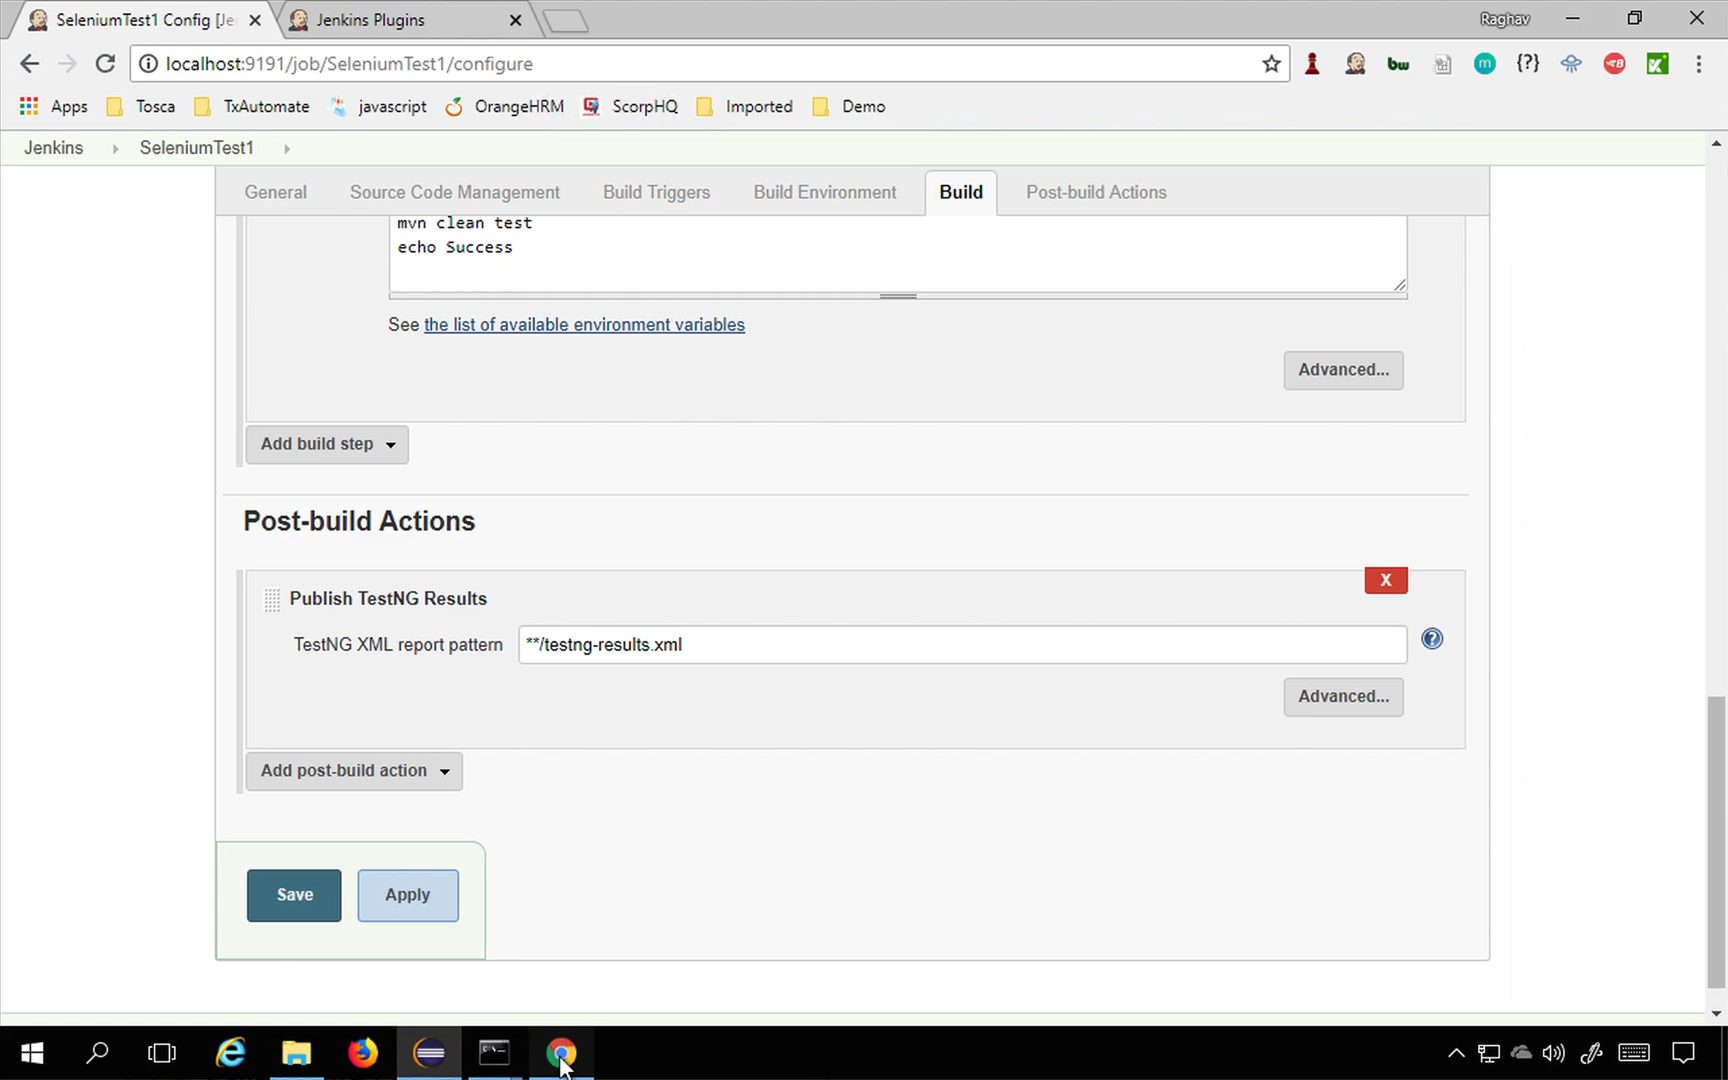 SeleniumTest1 Config [Je
Jenkins Plugins
Raghav
localhost:9191/job/SeleniumTest1/configure
bw
m
{?}
Apps
Tosca
TxAutomate
javascript
OrangeHRM
ScorpHQ
Imported
Demo
Jenkins
SeleniumTest1
General
Source Code Management
Build Triggers
Build Environment
Build
Post-build Actions
mvn clean test
echo Success
See the list of available environment variables
Advanced...
Add build step
Post-build Actions
X
Publish TestNG Results
TestNG XML report pattern
**/testng-results.xml
?
Advanced...
Add post-build action
Save
Apply